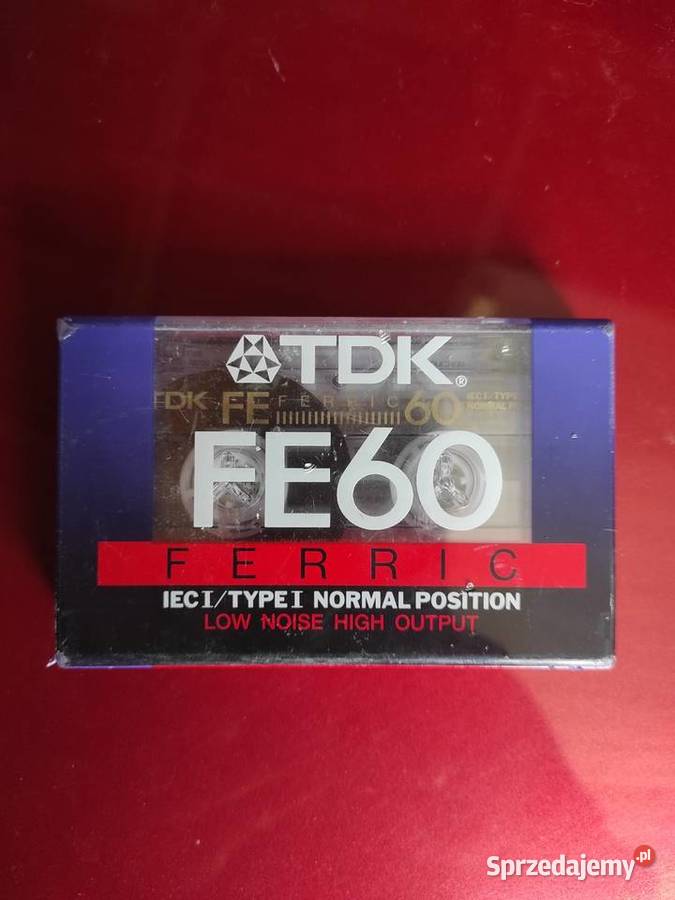 TDK®
TDK FE FERRIC 60 IEC I/TYPE
NORMAL P
FE60
FERRIC
IEC I/TYPE I NORMAL POSITION
LOW NOISE HIGH OUTPUT
Sprzedajemy.pl